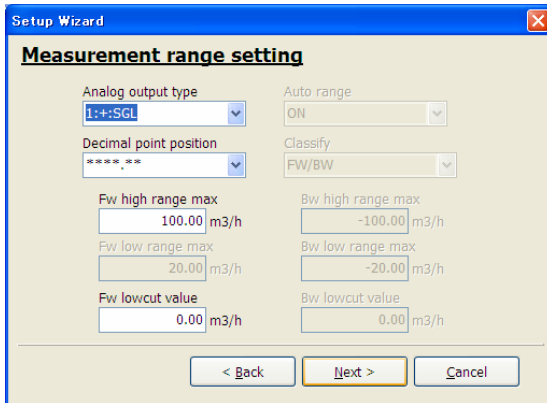 Setup Wizard
Measurement range setting
Analog output type
Auto range
1:+:SGL
ON
Decimal point position
Classify
****.**
FW/BW
Fw high range max
Bw high range max
100.00 m3/h
-100.00 m3/h
Fw low range max
Bw low range max
20.00 m3/h
-20.00 m3/h
Fw lowcut value
Bw lowcut value
0.00 m3/h
0.00 m3/h
< Back
Next >
Cancel